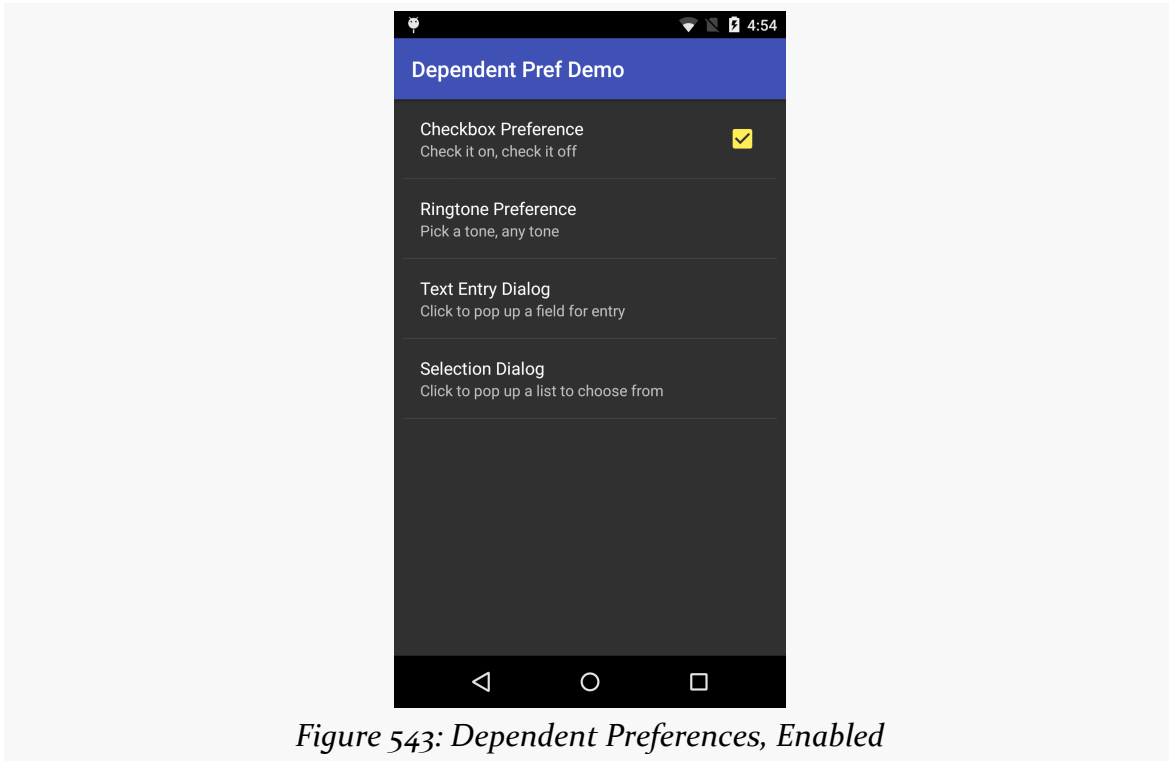 4:54
Dependent Pref Demo
Checkbox Preference
Check it on, check it off
Ringtone Preference
Pick a tone, any tone
Text Entry Dialog
Click to pop up a field for entry
Selection Dialog
Click to pop up a list to choose from
Figure 543: Dependent Preferences, Enabled